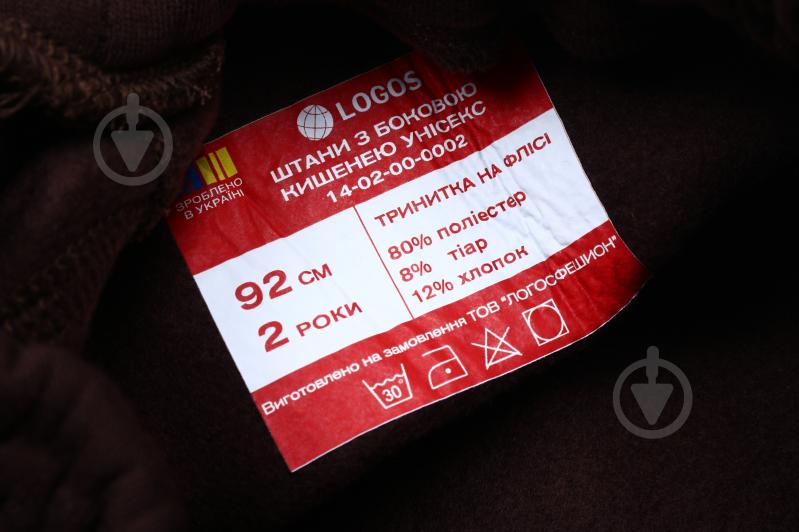 LOGOS
ШТАНИ З БОКОВОЮ
КИШЕНЕЮ УНІСЕКС
14-02-00-0002
ЗРОБЛЕНО
В УКРАЇНІ
92 СМ
2 РОКИ
ТРИНИТКА НА ФЛІСІ
80% поліестер
8% тіар
12% хлопок
Виготовлено на замовлення ТОВ "ЛОГОСФЕШИОН"
30°